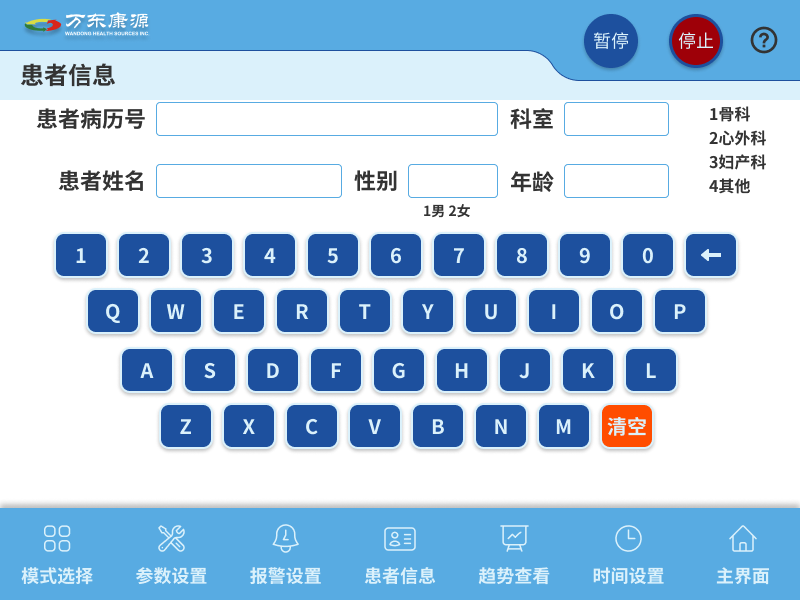 万东康源
WANDONG HEALTH SOURCES INC.
暂停
停止
?
患者信息
患者病历号
科室
1骨科
2心外科
3妇产科
4其他
患者姓名
性别
年龄
1男 2女
1 2 3 4 5 6 7 8 9 0 ←
Q W E R T Y U I O P
A S D F G H J K L
Z X C V B N M 清空
模式选择 参数设置 报警设置 患者信息 趋势查看 时间设置 主界面